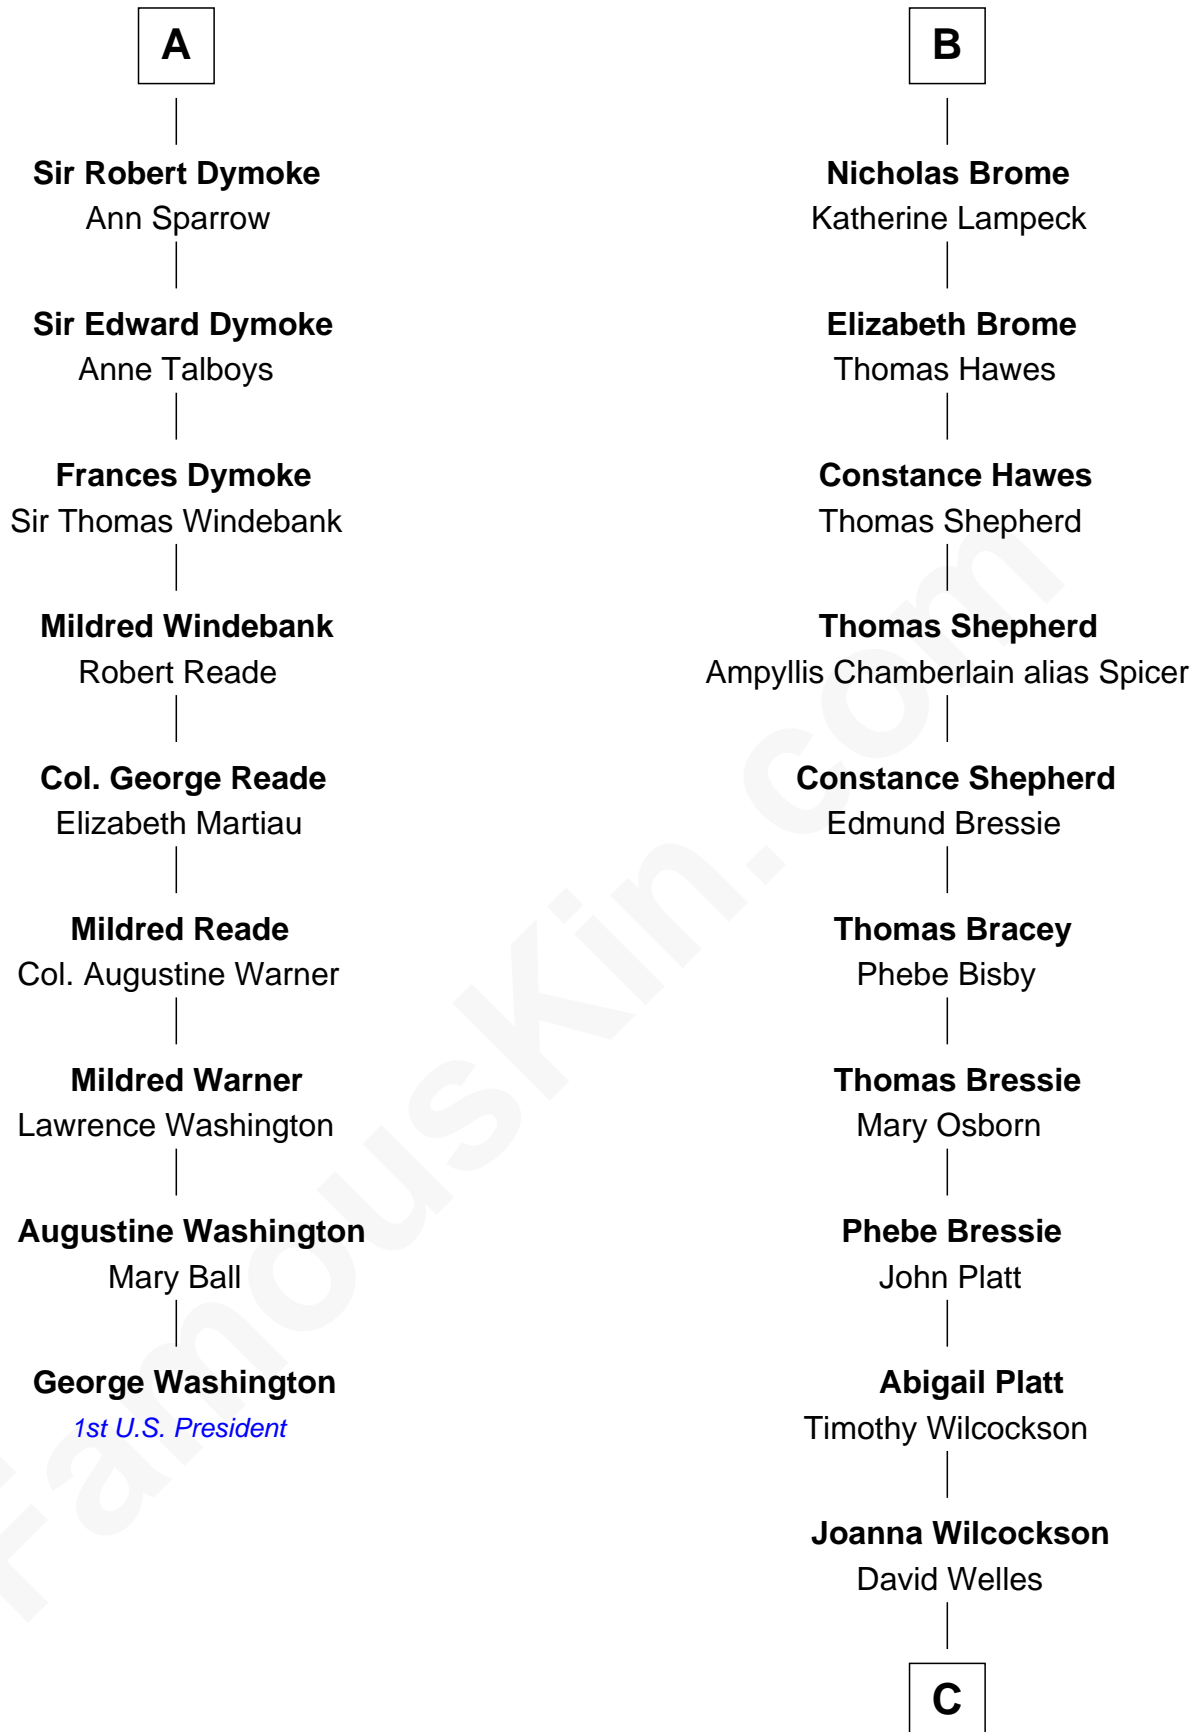 A
Sir Robert Dymoke
Ann Sparrow
Sir Edward Dymoke
Anne Talboys
Frances Dymoke
Sir Thomas Windebank
Mildred Windebank
Robert Reade
Col. George Reade
Elizabeth Martiau
Mildred Reade
Col. Augustine Warner
Mildred Warner
Lawrence Washington
Augustine Washington
Mary Ball
George Washington
1st U.S. President
B
Nicholas Brome
Katherine Lampeck
Elizabeth Brome
Thomas Hawes
Constance Hawes
Thomas Shepherd
Thomas Shepherd
Ampyllis Chamberlain alias Spicer
Constance Shepherd
Edmund Bressie
Thomas Bracey
Phebe Bisby
Thomas Bressie
Mary Osborn
Phebe Bressie
John Platt
Abigail Platt
Timothy Wilcockson
Joanna Wilcockson
David Welles
C
FamousKin.com